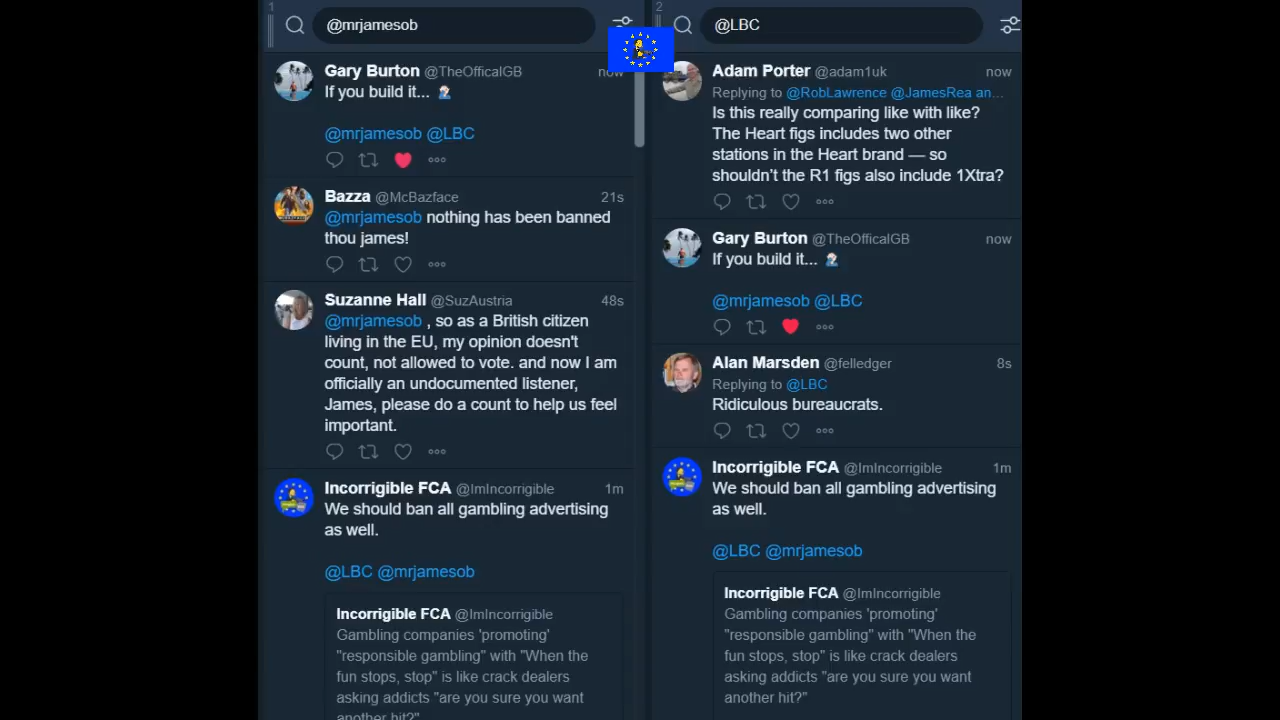 1
@mrjamesob
Gary Burton @TheOfficalGB now
If you build it...
@mrjamesob @LBC
Bazza @McBazface 21s
@mrjamesob nothing has been banned
thou james!
Suzanne Hall @SuzAustria 48s
@mrjamesob , so as a British citizen
living in the EU, my opinion doesn't
count, not allowed to vote. and now I am
officially an undocumented listener,
James, please do a count to help us feel
important.
Incorrigible FCA @ImIncorrigible 1m
We should ban all gambling advertising
as well.
@LBC @mrjamesob
Incorrigible FCA @ImIncorrigible
Gambling companies 'promoting'
"responsible gambling" with "When the
fun stops, stop" is like crack dealers
asking addicts "are you sure you want
another hit?"
2
@LBC
Adam Porter @adam1uk now
Replying to @RobLawrence @JamesRea an...
Is this really comparing like with like?
The Heart figs includes two other
stations in the Heart brand — so
shouldn't the R1 figs also include 1Xtra?
Gary Burton @TheOfficalGB now
If you build it...
@mrjamesob @LBC
Alan Marsden @felledger 8s
Replying to @LBC
Ridiculous bureaucrats.
Incorrigible FCA @ImIncorrigible 1m
We should ban all gambling advertising
as well.
@LBC @mrjamesob
Incorrigible FCA @ImIncorrigible
Gambling companies 'promoting'
"responsible gambling" with "When the
fun stops, stop" is like crack dealers
asking addicts "are you sure you want
another hit?"